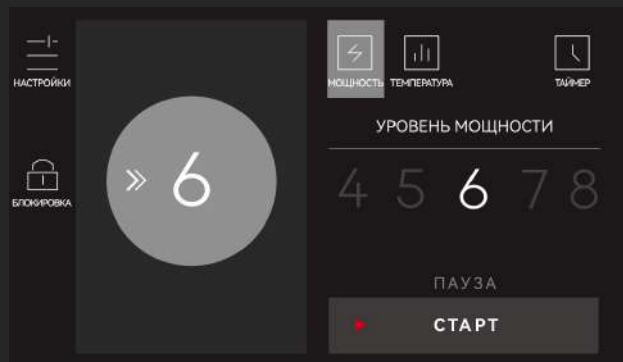 НАСТРОЙКИ
БЛОКИРОВКА
6
МОЩНОСТЬ ТЕМПЕРАТУРА ТАЙМЕР
УРОВЕНЬ МОЩНОСТИ
4 5 6 7 8
ПАУЗА
СТАРТ